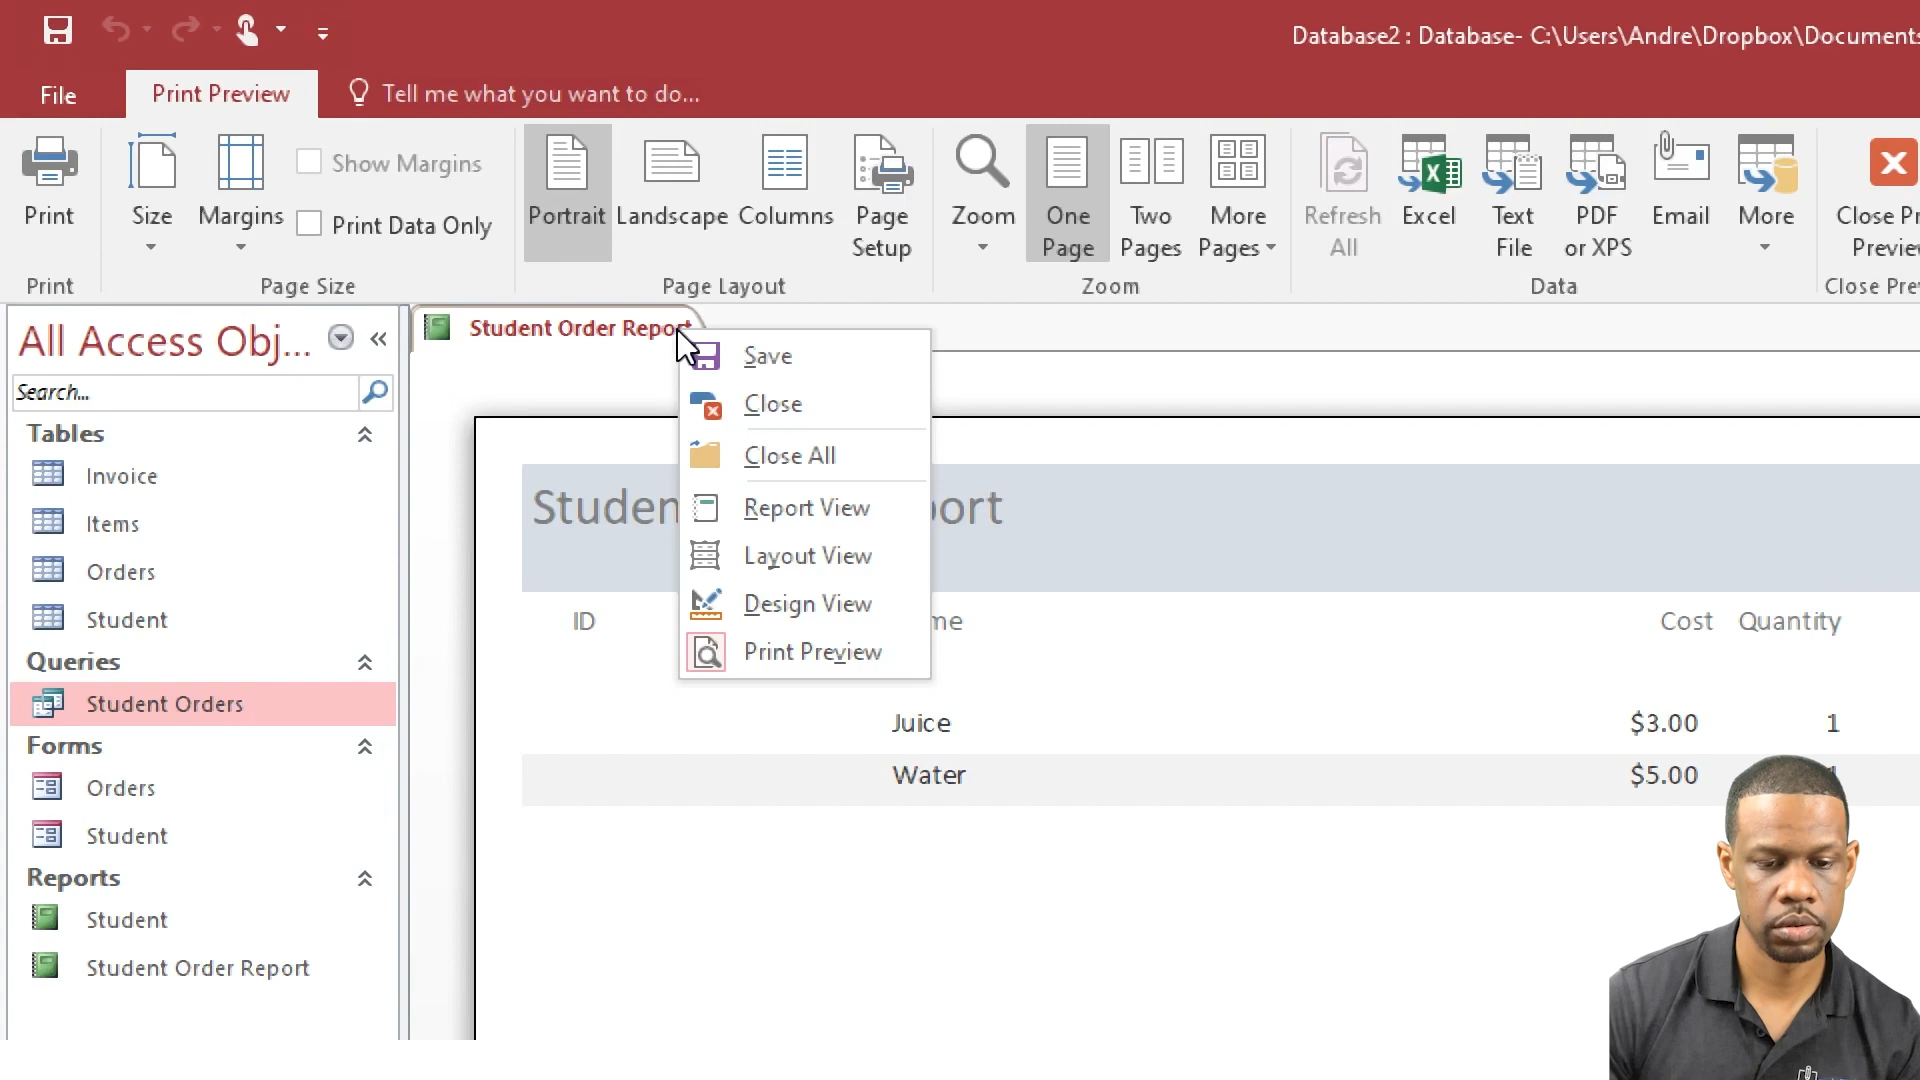 Database2 : Database- C:\Users\Andre\Dropbox\Documents
File
Print Preview
Tell me what you want to do...
Print
Size
Margins
Show Margins
Print Data Only
Portrait
Landscape
Columns
Page
Setup
Zoom
One
Page
Two
Pages
More
Pages
Refresh
All
Excel
Text
File
PDF
or XPS
Email
More
Close Pr
Preview
Print
Page Size
Page Layout
Zoom
Data
Close Pre
All Access Obj...
Search...
Tables
Invoice
Items
Orders
Student
Queries
Student Orders
Forms
Orders
Student
Reports
Student
Student Order Report
Student Order Report
Save
Close
Close All
Report View
Layout View
Design View
Print Preview
Studen port
ID me Cost Quantity
Juice $3.00 1
Water $5.00